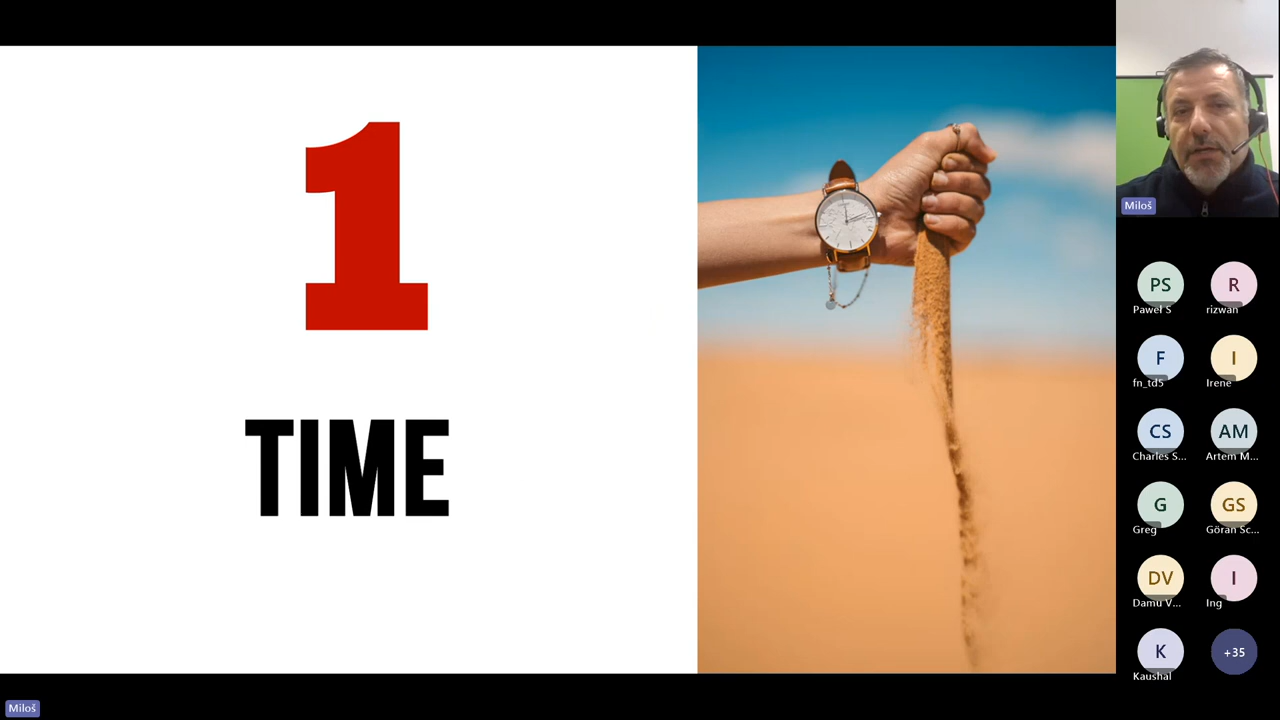 1
TIME
Miloš
PS
Paweł S
R
rizwan
F
fn_td5
I
Irene
CS
Charles S...
AM
Artem M...
G
Greg
GS
Göran Sc...
DV
Damu V...
I
Ing
K
Kaushal
+35
Miloš